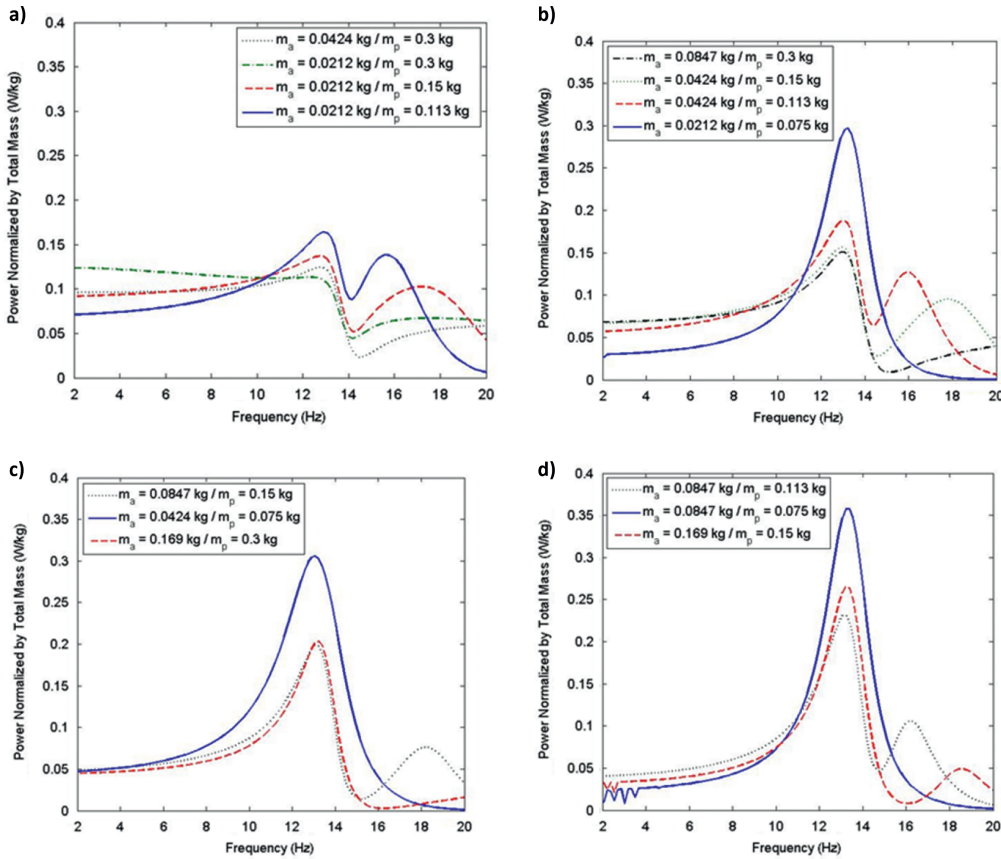 a)
0.4
0.35
0.3
0.25
0.2
0.15
0.1
0.05
0
Power Normalized by Total Mass (W/kg)
m_a = 0.0424 kg / m_p = 0.3 kg
m_a = 0.0212 kg / m_p = 0.3 kg
m_a = 0.0212 kg / m_p = 0.15 kg
m_a = 0.0212 kg / m_p = 0.113 kg
2 4 6 8 10 12 14 16 18 20
Frequency (Hz)
b)
0.4
0.35
0.3
0.25
0.2
0.15
0.1
0.05
0
Power Normalized by Total Mass (W/kg)
m_a = 0.0847 kg / m_p = 0.3 kg
m_a = 0.0424 kg / m_p = 0.15 kg
m_a = 0.0424 kg / m_p = 0.113 kg
m_a = 0.0212 kg / m_p = 0.075 kg
2 4 6 8 10 12 14 16 18 20
Frequency (Hz)
c)
0.4
0.35
0.3
0.25
0.2
0.15
0.1
0.05
0
Power Normalized by Total Mass (W/kg)
m_a = 0.0847 kg / m_p = 0.15 kg
m_a = 0.0424 kg / m_p = 0.075 kg
m_a = 0.169 kg / m_p = 0.3 kg
2 4 6 8 10 12 14 16 18 20
Frequency (Hz)
d)
0.4
0.35
0.3
0.25
0.2
0.15
0.1
0.05
0
Power Normalized by Total Mass (W/kg)
m_a = 0.0847 kg / m_p = 0.113 kg
m_a = 0.0847 kg / m_p = 0.075 kg
m_a = 0.169 kg / m_p = 0.15 kg
2 4 6 8 10 12 14 16 18 20
Frequency (Hz)